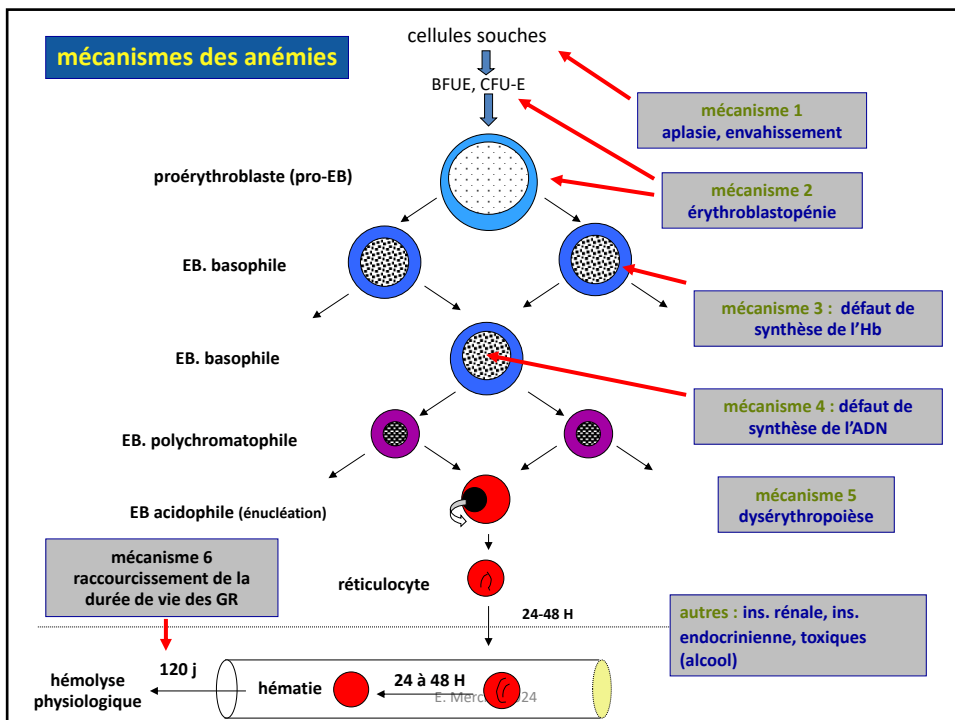 mécanismes des anémies
cellules souches
BFUE, CFU-E
mécanisme 1
aplasie, envahissement
proérythroblaste (pro-EB)
mécanisme 2
érythroblastopénie
EB. basophile
mécanisme 3 : défaut de
synthèse de l’Hb
EB. basophile
mécanisme 4 : défaut de
synthèse de l’ADN
EB. polychromatophile
mécanisme 5
dysérythropoièse
EB acidophile (énucléation)
mécanisme 6
raccourcissement de la
durée de vie des GR
réticulocyte
24-48 H
autres : ins. rénale, ins.
endocrinienne, toxiques
(alcool)
120 j
hémolyse
physiologique
hématie
24 à 48 H
E.